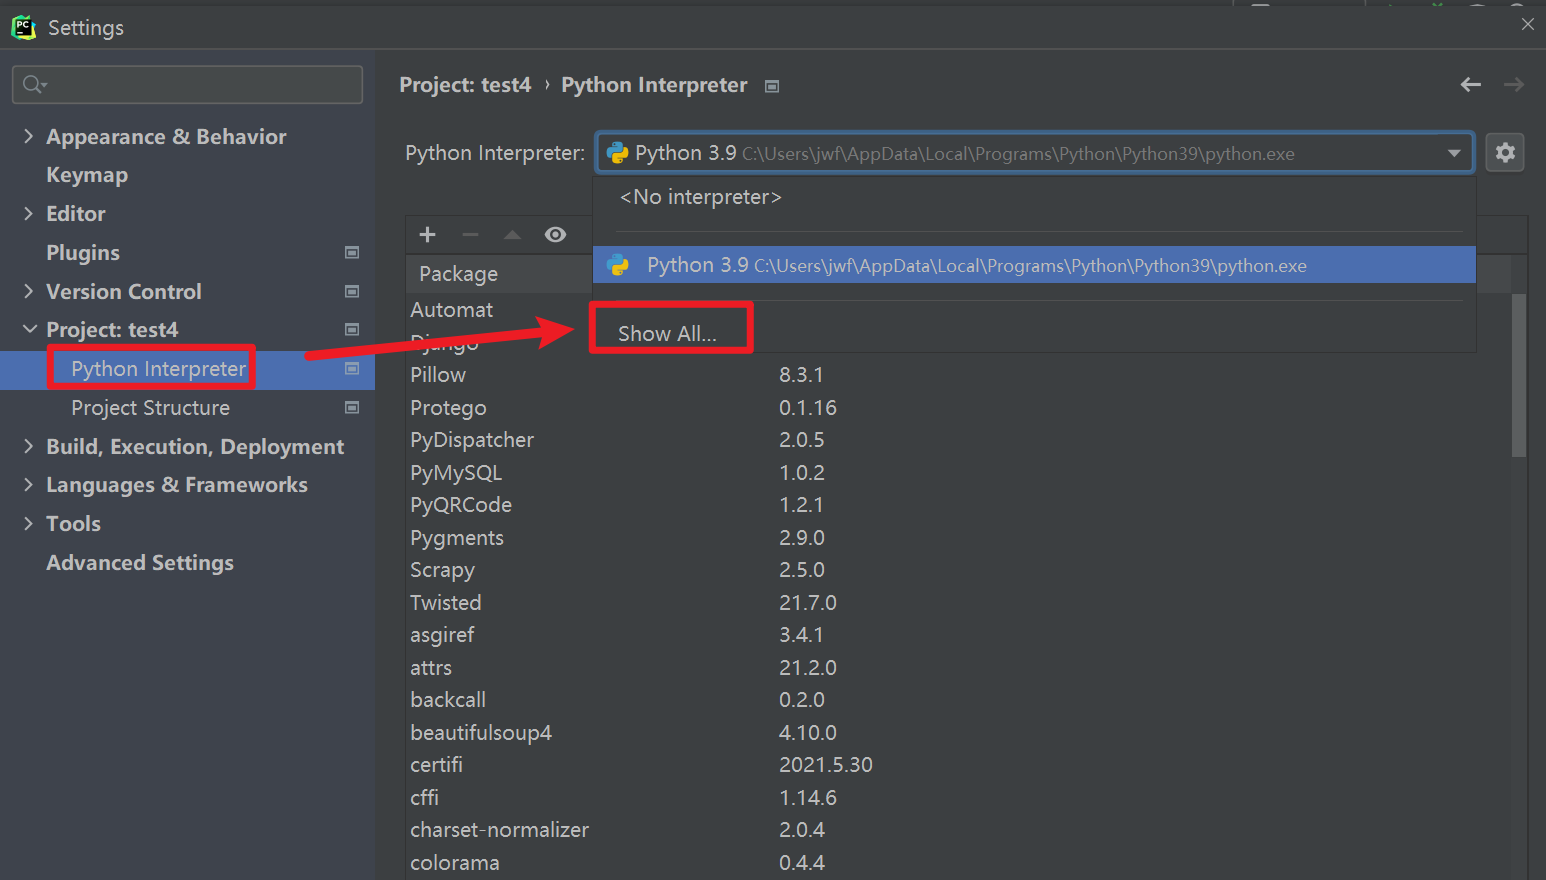 PC
Settings
Project: test4 › Python Interpreter
Python Interpreter: Python 3.9 C:\Users\jwf\AppData\Local\Programs\Python\Python39\python.exe
<No interpreter>
Python 3.9 C:\Users\jwf\AppData\Local\Programs\Python\Python39\python.exe
Show All...
Appearance & Behavior
Keymap
Editor
Plugins
Version Control
Project: test4
Python Interpreter
Project Structure
Build, Execution, Deployment
Languages & Frameworks
Tools
Advanced Settings
Package
Automat
Django
Pillow 8.3.1
Protego 0.1.16
PyDispatcher 2.0.5
PyMySQL 1.0.2
PyQRCode 1.2.1
Pygments 2.9.0
Scrapy 2.5.0
Twisted 21.7.0
asgiref 3.4.1
attrs 21.2.0
backcall 0.2.0
beautifulsoup4 4.10.0
certifi 2021.5.30
cffi 1.14.6
charset-normalizer 2.0.4
colorama 0.4.4